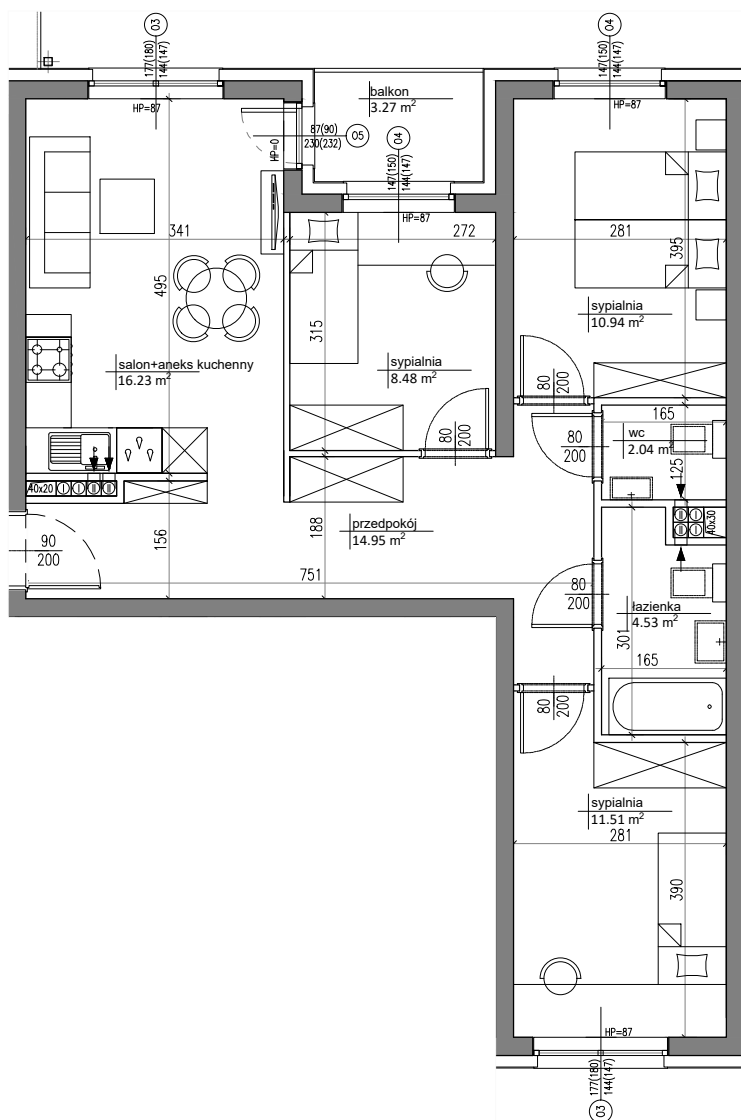 03
177(180)
144(147)
HP=87
04
147(150)
144(147)
HP=87
balkon
3.27 m²
87(90)
230(232)
05
HP=0
04
147(150)
144(147)
HP=87
341
272
281
395
495
315
sypialnia
10.94 m²
salon+aneks kuchenny
16.23 m²
sypialnia
8.48 m²
80
200
80
200
165
80
200
wc
2.04 m²
125
40x20
I
I
III
III
40x30
III
II
II
I
90
200
156
188
przedpokój
14.95 m²
751
80
200
łazienka
4.53 m²
301
165
80
200
sypialnia
11.51 m²
281
390
HP=87
177(180)
144(147)
03